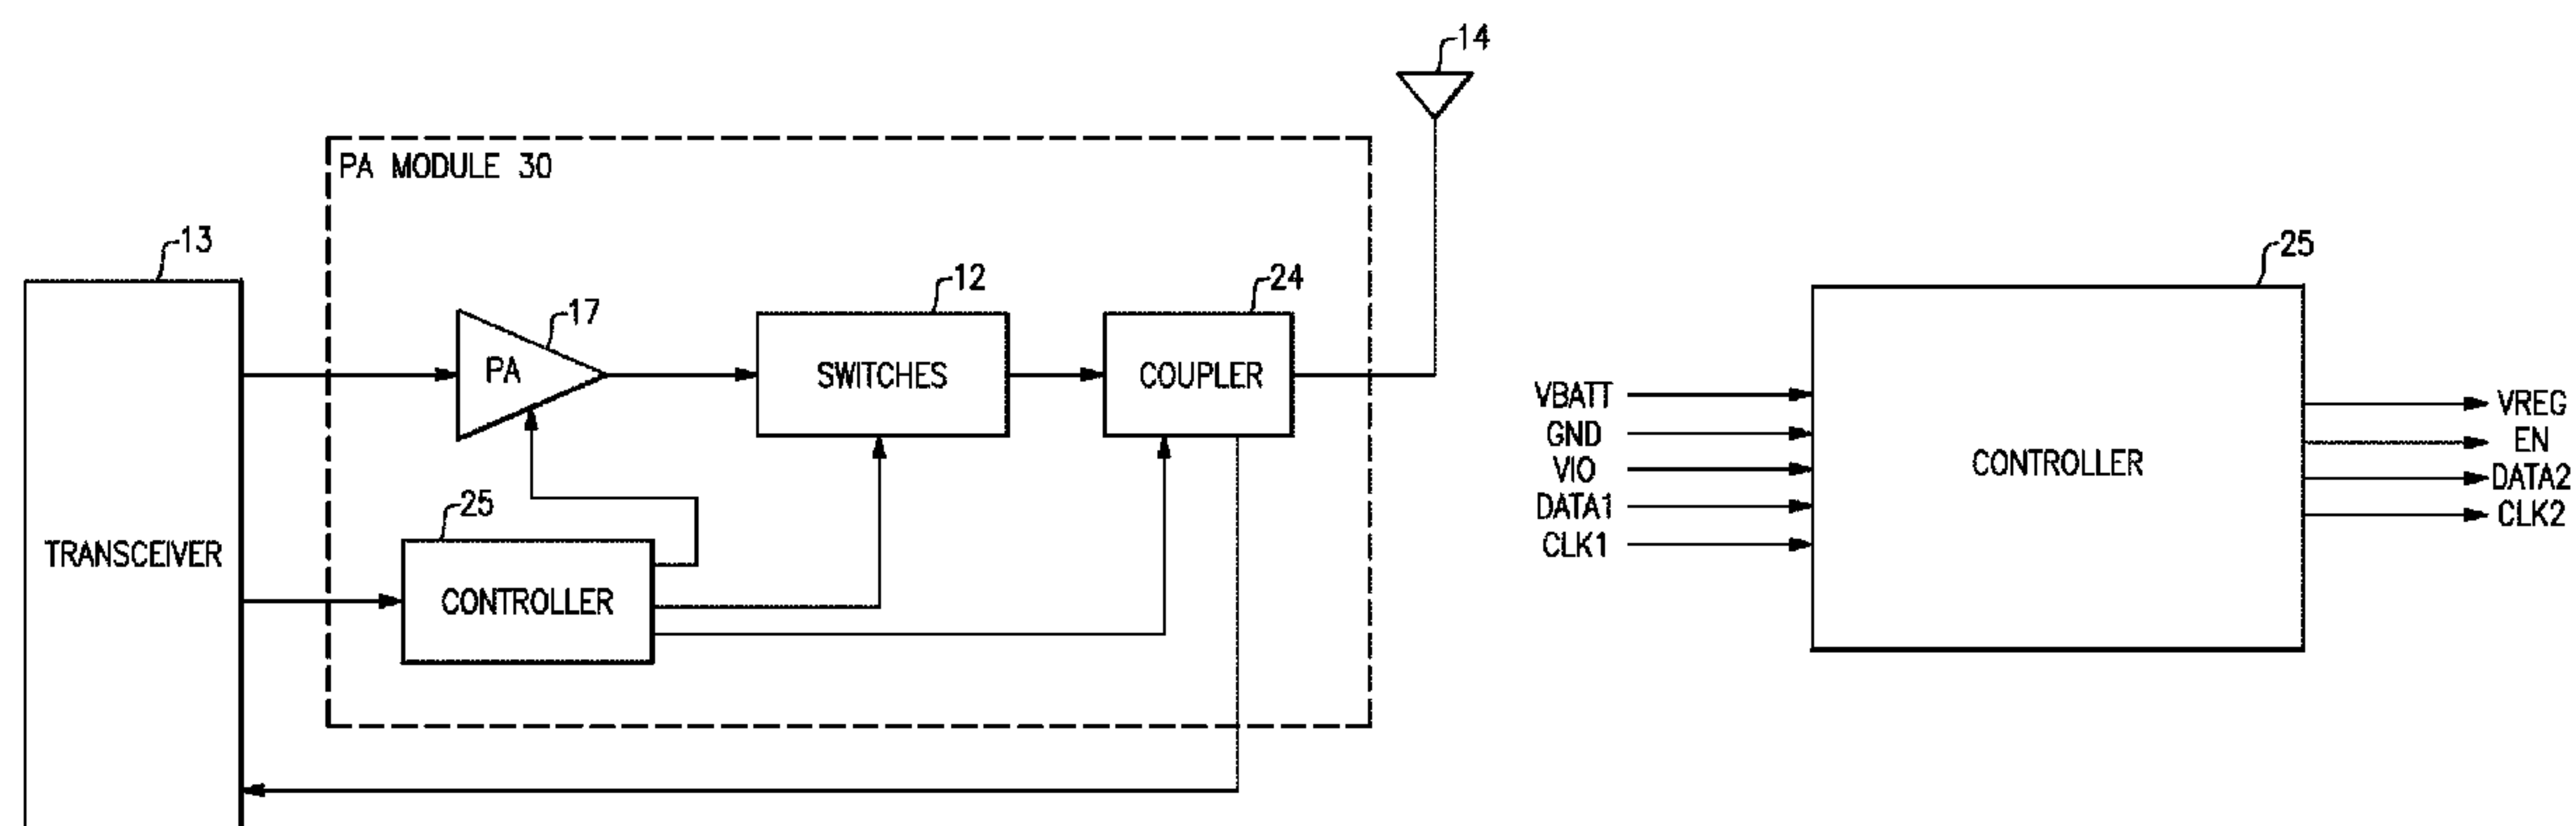 14
PA MODULE 30
13
17
PA
12
SWITCHES
24
COUPLER
25
CONTROLLER
TRANSCEIVER
25
CONTROLLER
VBATT
GND
VIO
DATA1
CLK1
VREG
EN
DATA2
CLK2